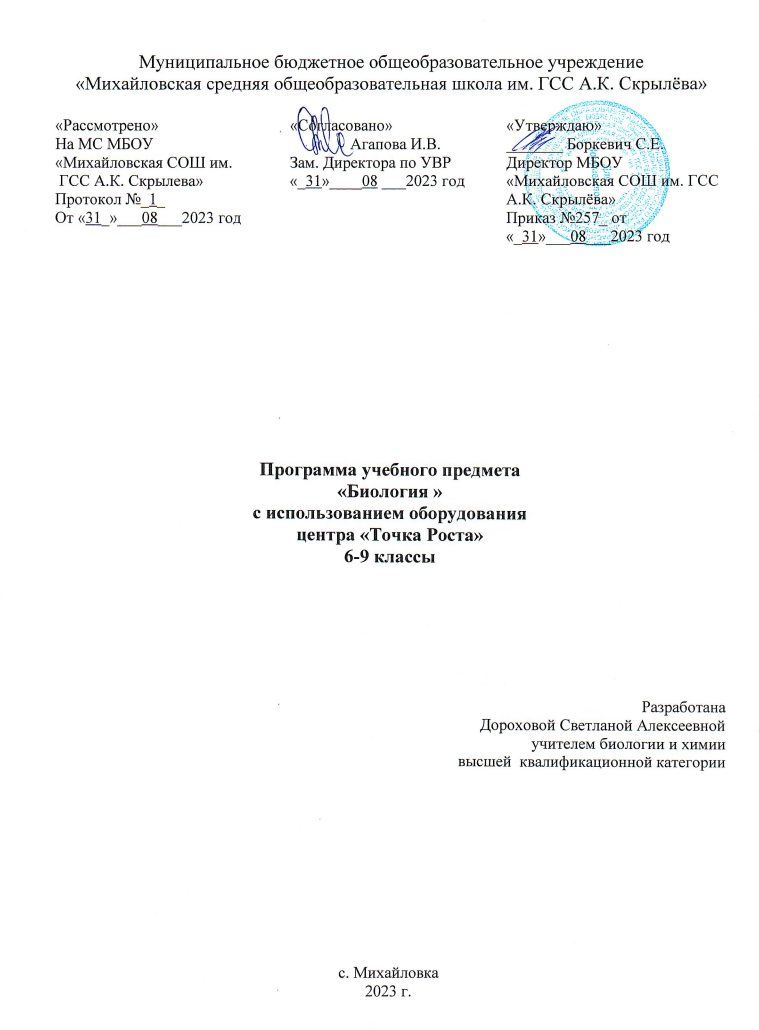 Муниципальное бюджетное общеобразовательное учреждение
«Михайловская средняя общеобразовательная школа им. ГСС А.К. Скрылёва»
«Рассмотрено»
На МС МБОУ
«Михайловская СОШ им.
ГСС А.К. Скрылева»
Протокол №_1_
От «31_»___08___2023 год
«Согласовано»
Агапова И.В.
Зам. Директора по УВР
«_31»____08 ___2023 год
«Утверждаю»
_______ Боркевич С.Е.
Директор МБОУ
«Михайловская СОШ им. ГСС
А.К. Скрылёва»
Приказ №257_ от
«_31»___08___2023 год
Программа учебного предмета
«Биология »
с использованием оборудования
центра «Точка Роста»
6-9 классы
Разработана
Дороховой Светланой Алексеевной
учителем биологии и химии
высшей квалификационной категории
с. Михайловка
2023 г.